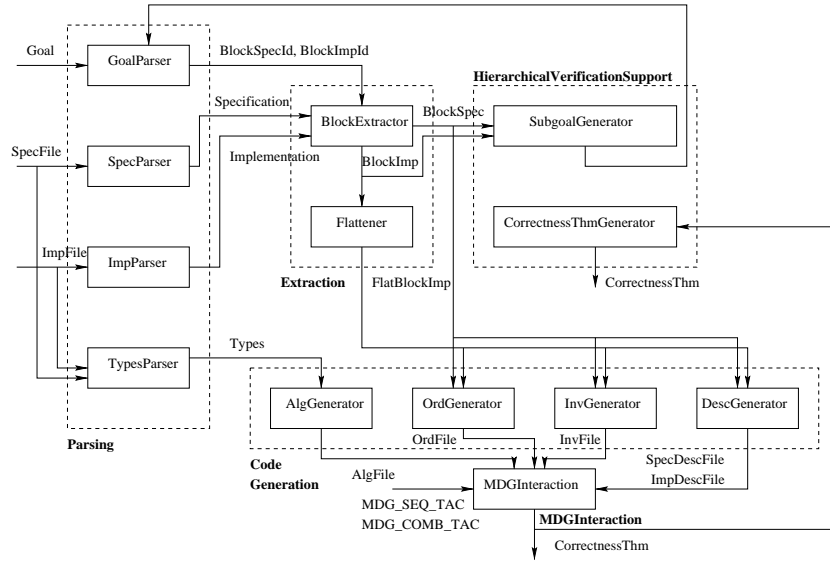 Goal
GoalParser
BlockSpecId, BlockImpId
HierarchicalVerificationSupport
Specification
BlockExtractor
BlockSpec
SubgoalGenerator
SpecFile
SpecParser
Implementation
BlockImp
Flattener
CorrectnessThmGenerator
ImpFile
ImpParser
Extraction
FlatBlockImp
CorrectnessThm
Types
TypesParser
AlgGenerator
OrdGenerator
InvGenerator
DescGenerator
Parsing
OrdFile
InvFile
Code
Generation
SpecDescFile
ImpDescFile
AlgFile
MDGInteraction
MDG_SEQ_TAC
MDG_COMB_TAC
MDGInteraction
CorrectnessThm